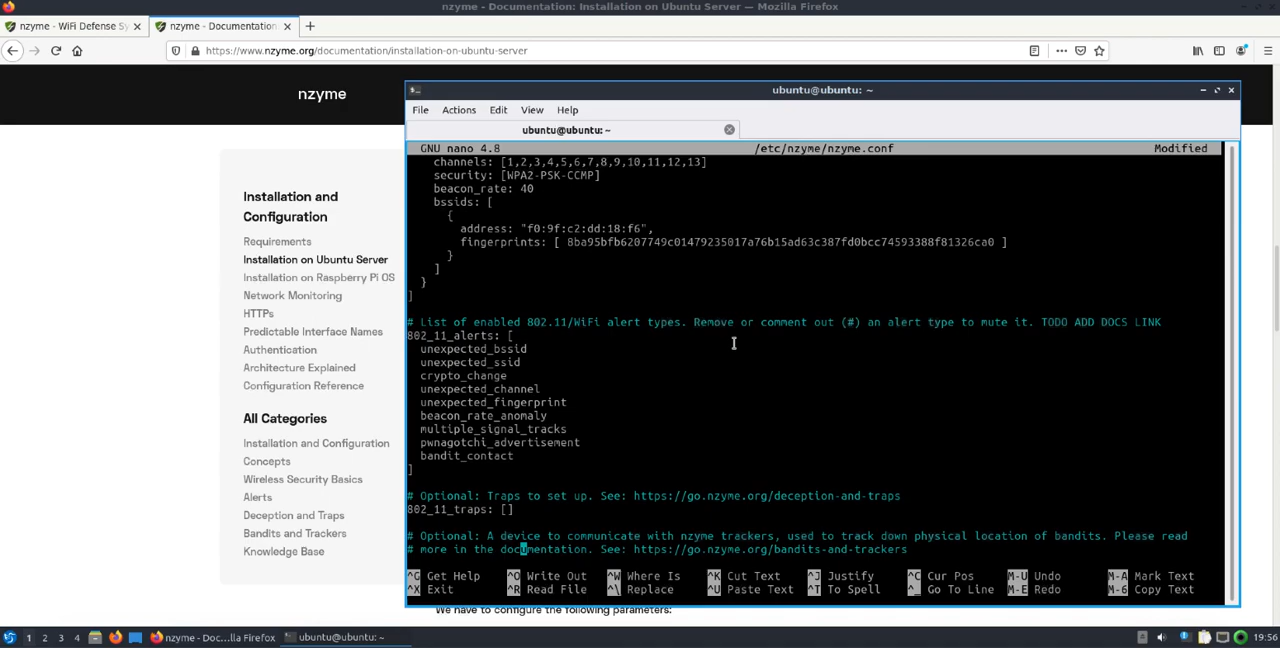 nzyme - Documentation: Installation on Ubuntu Server — Mozilla Firefox
nzyme - WiFi Defense Sy
nzyme - Documentation
https://www.nzyme.org/documentation/installation-on-ubuntu-server
nzyme
Installation and
Configuration
Requirements
Installation on Ubuntu Server
Installation on Raspberry Pi OS
Network Monitoring
HTTPs
Predictable Interface Names
Authentication
Architecture Explained
Configuration Reference
All Categories
Installation and Configuration
Concepts
Wireless Security Basics
Alerts
Deception and Traps
Bandits and Trackers
Knowledge Base
ubuntu@ubuntu: ~
File Actions Edit View Help
ubuntu@ubuntu: ~
GNU nano 4.8 /etc/nzyme/nzyme.conf Modified
channels: [1,2,3,4,5,6,7,8,9,10,11,12,13]
security: [WPA2-PSK-CCMP]
beacon_rate: 40
bssids: [
{
address: "f0:9f:c2:dd:18:f6",
fingerprints: [ 8ba95bfb6207749c01479235017a76b15ad63c387fd0bcc74593388f81326ca0 ]
}
]
}
]
# List of enabled 802.11/WiFi alert types. Remove or comment out (#) an alert type to mute it. TODO ADD DOCS LINK
802_11_alerts: [
unexpected_bssid
unexpected_ssid
crypto_change
unexpected_channel
unexpected_fingerprint
beacon_rate_anomaly
multiple_signal_tracks
pwnagotchi_advertisement
bandit_contact
]
# Optional: Traps to set up. See: https://go.nzyme.org/deception-and-traps
802_11_traps: []
# Optional: A device to communicate with nzyme trackers, used to track down physical location of bandits. Please read
# more in the documentation. See: https://go.nzyme.org/bandits-and-trackers
^G Get Help ^O Write Out ^W Where Is ^K Cut Text ^J Justify ^C Cur Pos M-U Undo M-A Mark Text
^X Exit ^R Read File ^\ Replace ^U Paste Text ^T To Spell ^_ Go To Line M-E Redo M-6 Copy Text
We have to configure the following parameters:
1 2 3 4 nzyme - Doc...lla Firefox ubuntu@ubuntu: ~ 19:56